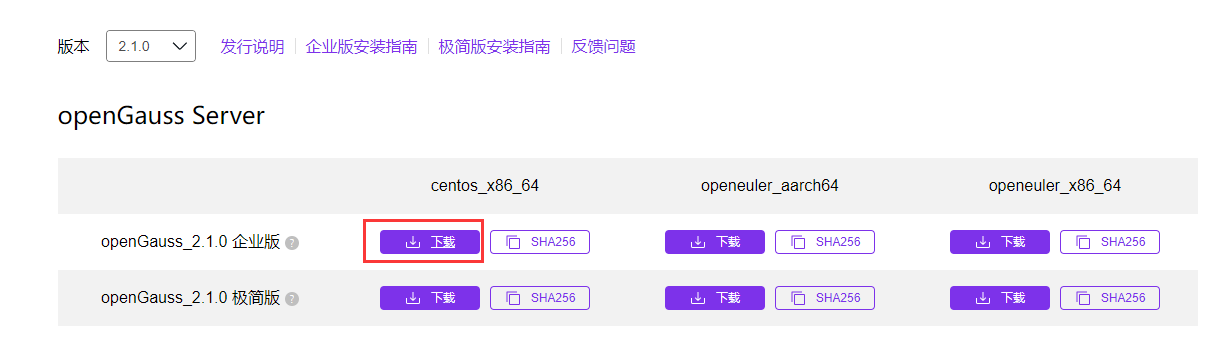 版本 2.1.0 发行说明 企业版安装指南 极简版安装指南 反馈问题
openGauss Server
centos_x86_64 openeuler_aarch64 openeuler_x86_64
openGauss_2.1.0 企业版 ? 下载 SHA256 下载 SHA256 下载 SHA256
openGauss_2.1.0 极简版 ? 下载 SHA256 下载 SHA256 下载 SHA256